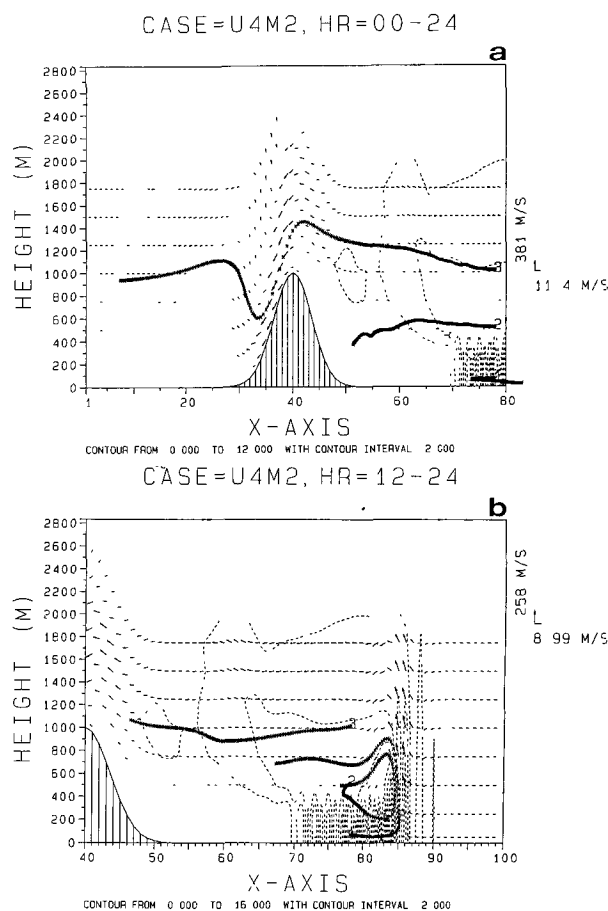 CASE=U4M2, HR=00-24
a
2800
2600
2400
2200
2000
1800
1600
1400
1200
1000
800
600
400
200
0
HEIGHT (M)
3
2
381 M/S
L
11 4 M/S
1 20 40 60 80
X-AXIS
CONTOUR FROM 0 000 TO 12 000 WITH CONTOUR INTERVAL 2 000
CASE=U4M2, HR=12-24
b
2800
2600
2400
2200
2000
1800
1600
1400
1200
1000
800
600
400
200
0
HEIGHT (M)
3
2
258 M/S
L
8 99 M/S
40 50 60 70 80 90 100
X-AXIS
CONTOUR FROM 0 000 TO 16 000 WITH CONTOUR INTERVAL 2 000